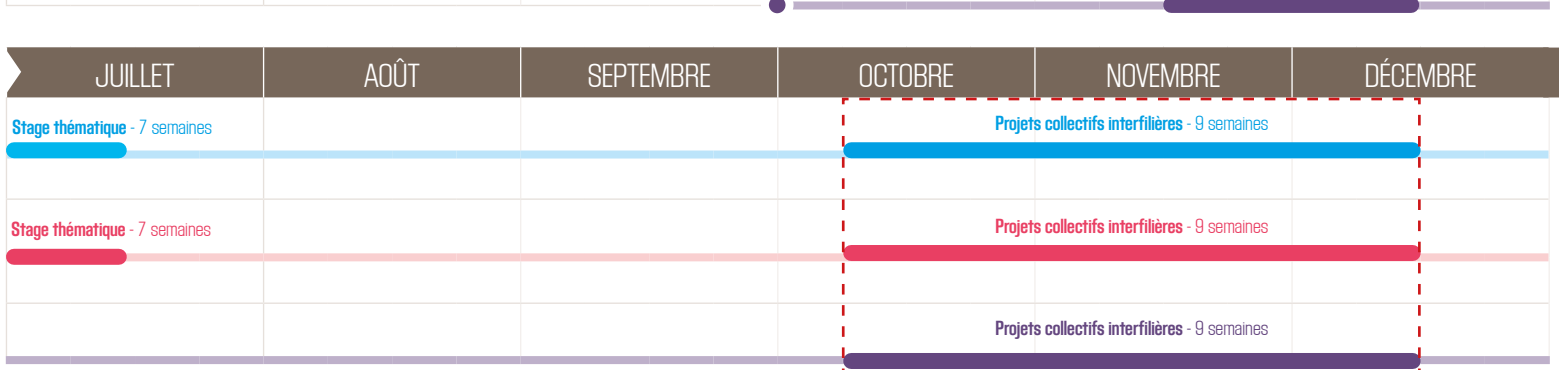 JUILLET AOÛT SEPTEMBRE OCTOBRE NOVEMBRE DÉCEMBRE
Stage thématique - 7 semaines Projets collectifs interfilières - 9 semaines
Stage thématique - 7 semaines Projets collectifs interfilières - 9 semaines
Projets collectifs interfilières - 9 semaines